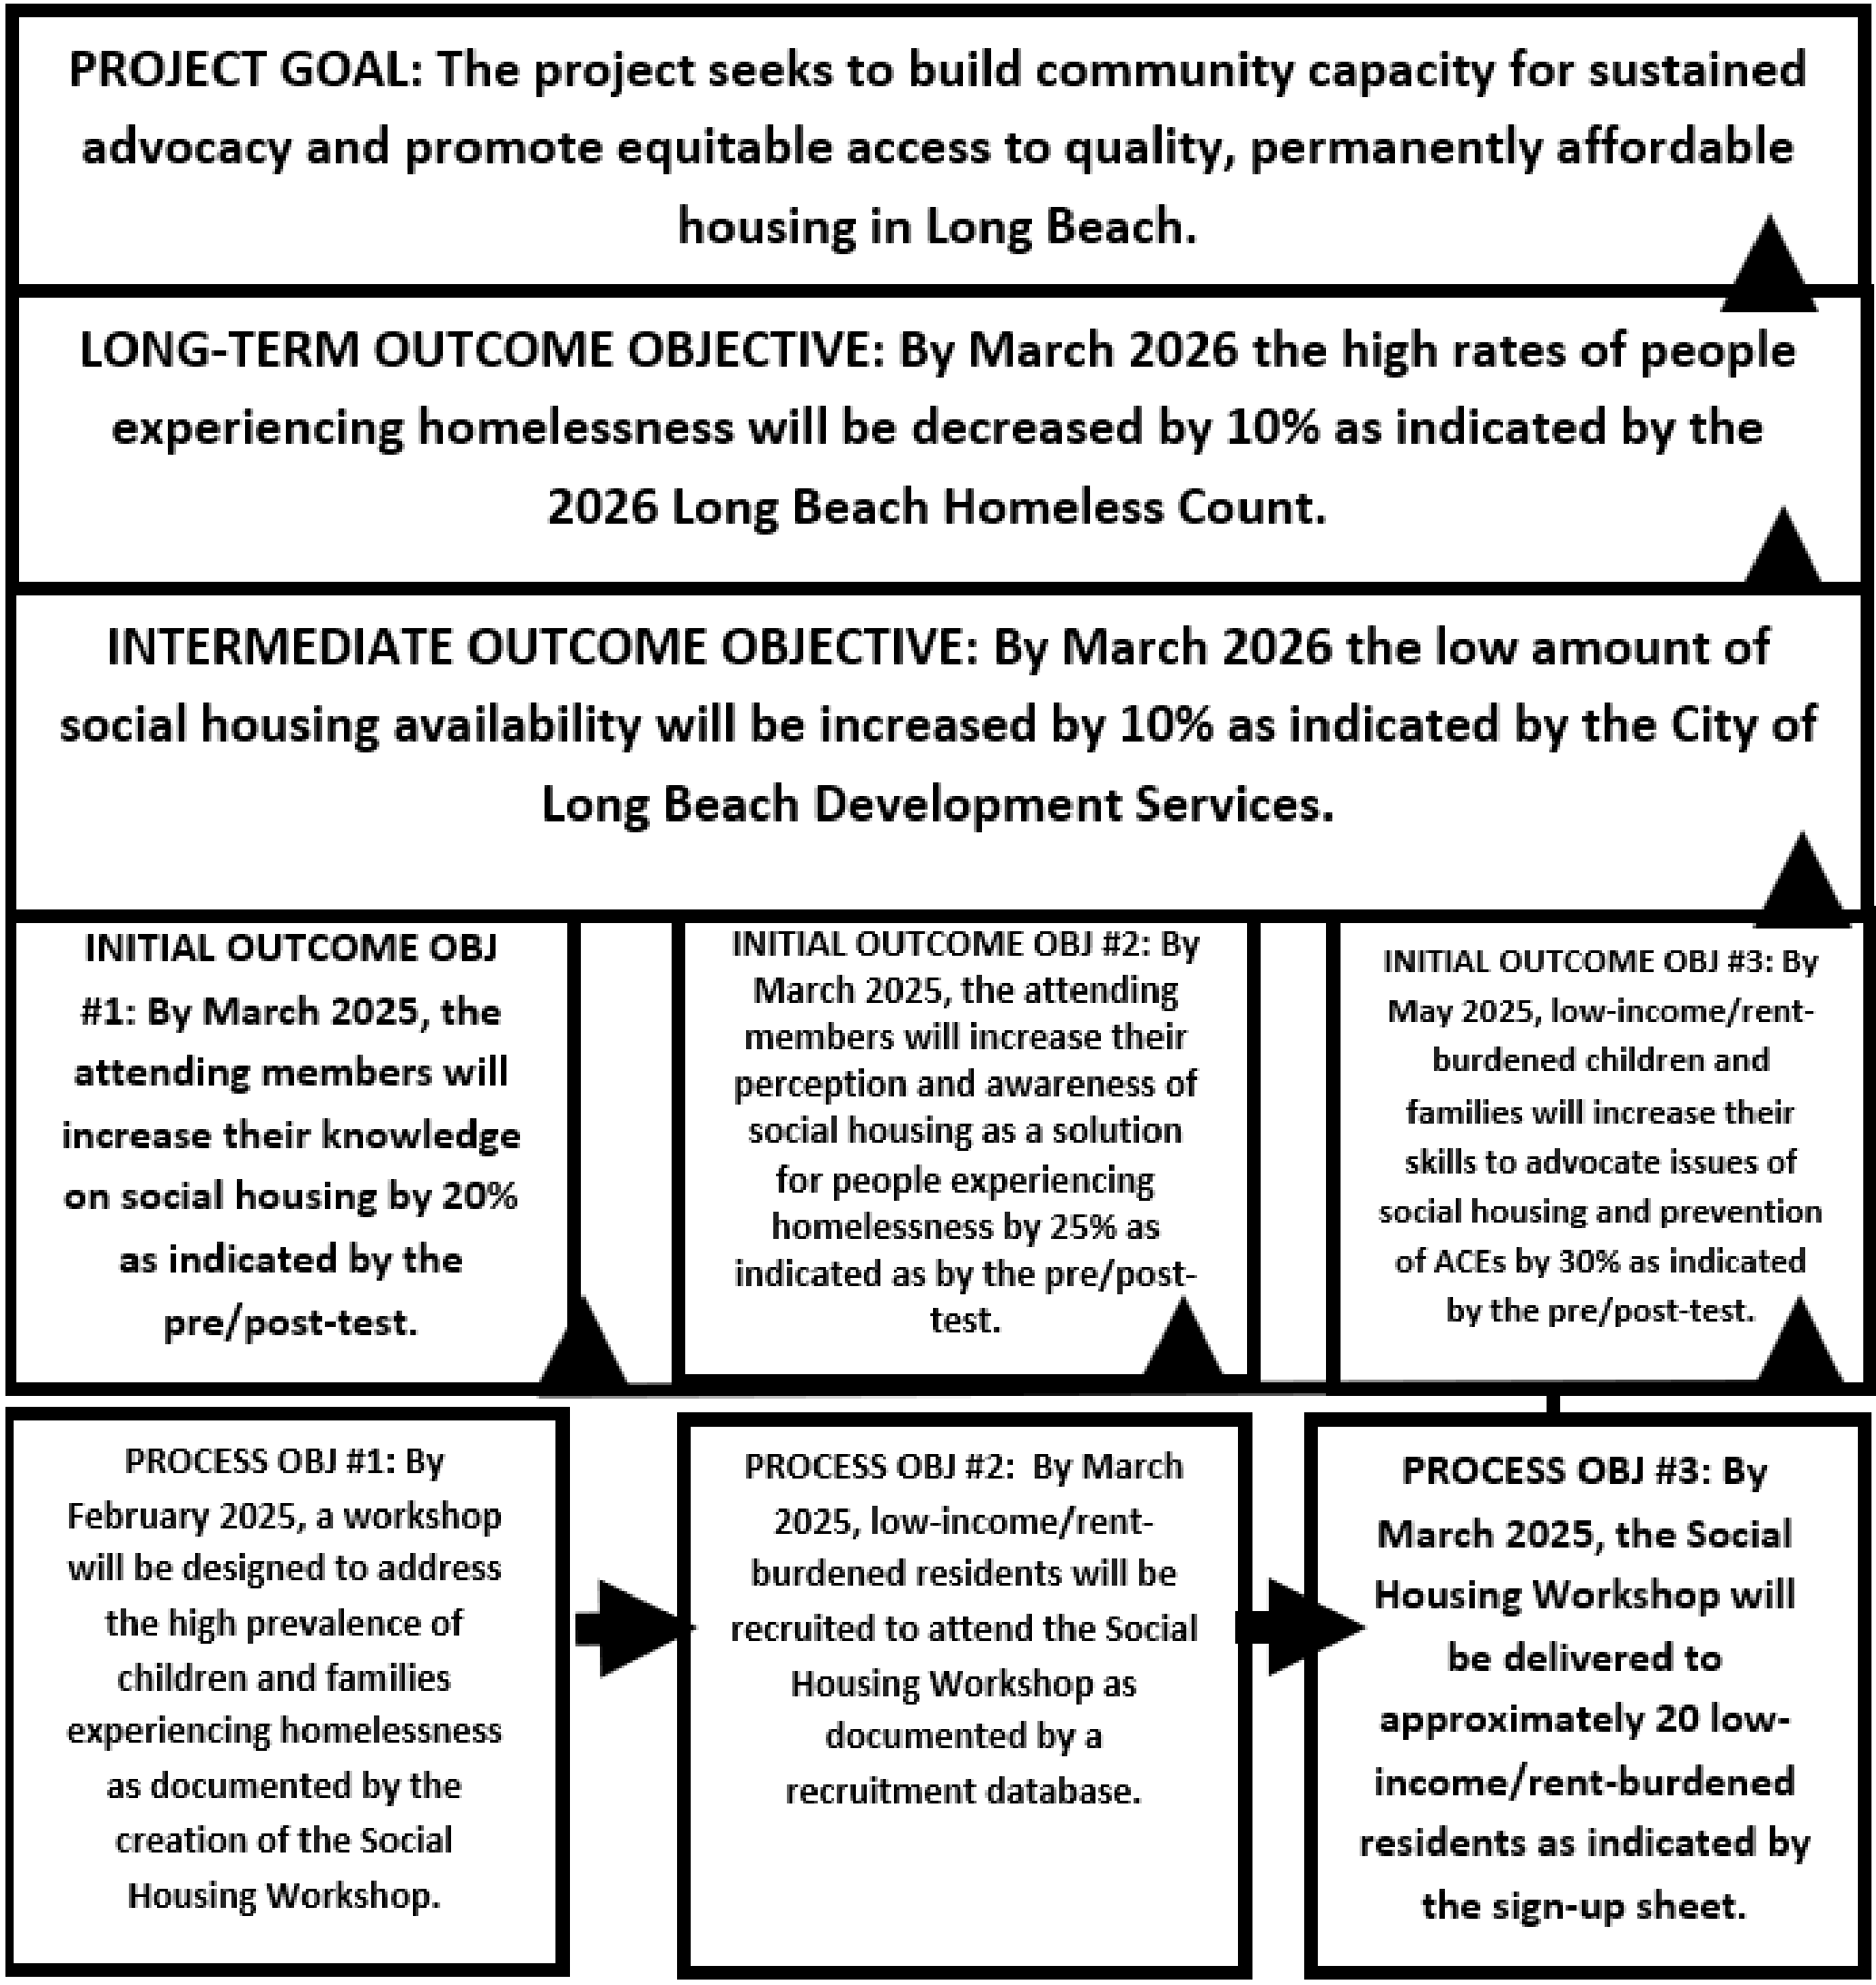 PROJECT GOAL: The project seeks to build community capacity for sustained
advocacy and promote equitable access to quality, permanently affordable
housing in Long Beach.
LONG-TERM OUTCOME OBJECTIVE: By March 2026 the high rates of people
experiencing homelessness will be decreased by 10% as indicated by the
2026 Long Beach Homeless Count.
INTERMEDIATE OUTCOME OBJECTIVE: By March 2026 the low amount of
social housing availability will be increased by 10% as indicated by the City of
Long Beach Development Services.
INITIAL OUTCOME OBJ
#1: By March 2025, the
attending members will
increase their knowledge
on social housing by 20%
as indicated by the
pre/post-test.
INITIAL OUTCOME OBJ #2: By
March 2025, the attending
members will increase their
perception and awareness of
social housing as a solution
for people experiencing
homelessness by 25% as
indicated as by the pre/post-
test.
INITIAL OUTCOME OBJ #3: By
May 2025, low-income/rent-
burdened children and
families will increase their
skills to advocate issues of
social housing and prevention
of ACEs by 30% as indicated
by the pre/post-test.
PROCESS OBJ #1: By
February 2025, a workshop
will be designed to address
the high prevalence of
children and families
experiencing homelessness
as documented by the
creation of the Social
Housing Workshop.
PROCESS OBJ #2:  By March
2025, low-income/rent-
burdened residents will be
recruited to attend the Social
Housing Workshop as
documented by a
recruitment database.
PROCESS OBJ #3: By
March 2025, the Social
Housing Workshop will
be delivered to
approximately 20 low-
income/rent-burdened
residents as indicated by
the sign-up sheet.